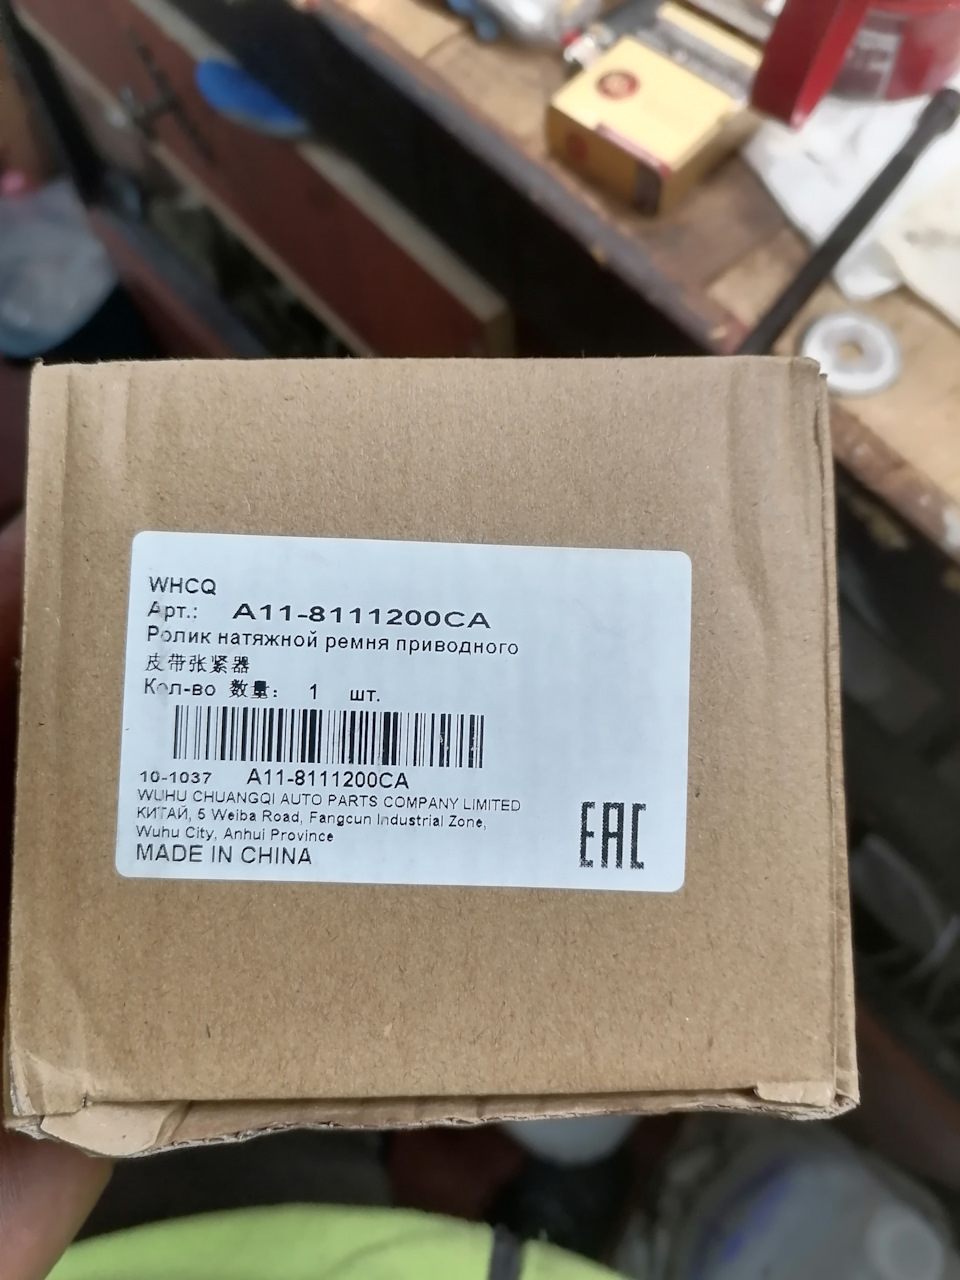 WHCQ
Арт.: A11-8111200CA
Ролик натяжной ремня приводного
皮带张紧器
Кол-во 数量： 1 шт.
10-1037 A11-8111200CA
WUHU CHUANGQI AUTO PARTS COMPANY LIMITED
КИТАЙ, 5 Weiba Road, Fangcun Industrial Zone,
Wuhu City, Anhui Province
MADE IN CHINA
EAC